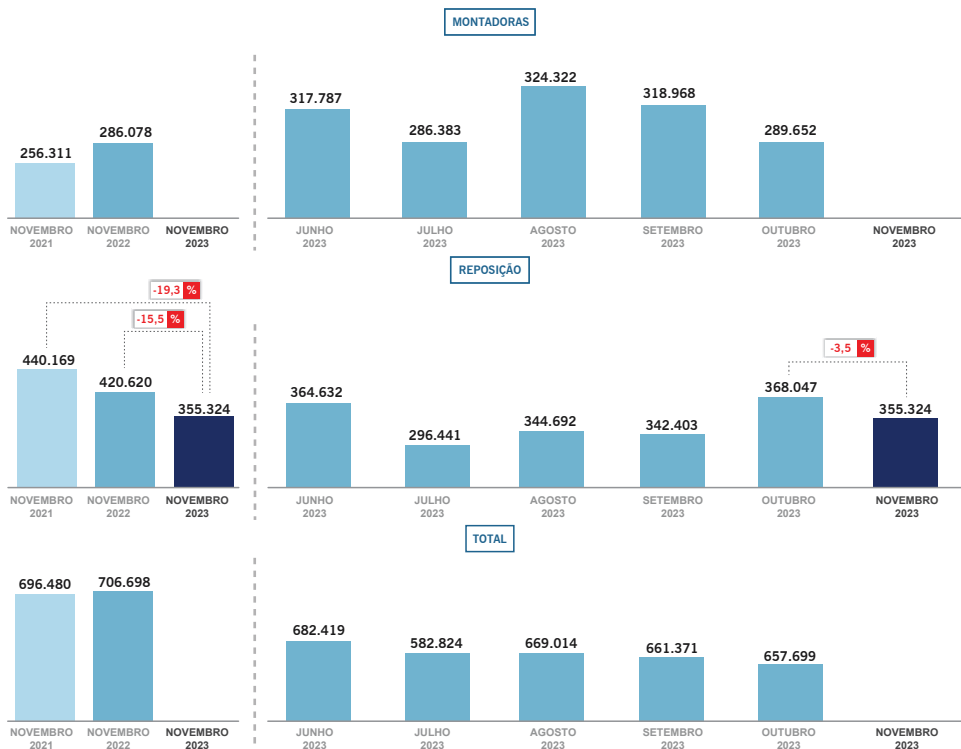 MONTADORAS
256.311
286.078
317.787
286.383
324.322
318.968
289.652
NOVEMBRO
2021
NOVEMBRO
2022
NOVEMBRO
2023
JUNHO
2023
JULHO
2023
AGOSTO
2023
SETEMBRO
2023
OUTUBRO
2023
NOVEMBRO
2023
REPOSIÇÃO
-19,3 %
-15,5 %
-3,5 %
440.169
420.620
355.324
364.632
296.441
344.692
342.403
368.047
355.324
NOVEMBRO
2021
NOVEMBRO
2022
NOVEMBRO
2023
JUNHO
2023
JULHO
2023
AGOSTO
2023
SETEMBRO
2023
OUTUBRO
2023
NOVEMBRO
2023
TOTAL
696.480
706.698
682.419
582.824
669.014
661.371
657.699
NOVEMBRO
2021
NOVEMBRO
2022
NOVEMBRO
2023
JUNHO
2023
JULHO
2023
AGOSTO
2023
SETEMBRO
2023
OUTUBRO
2023
NOVEMBRO
2023